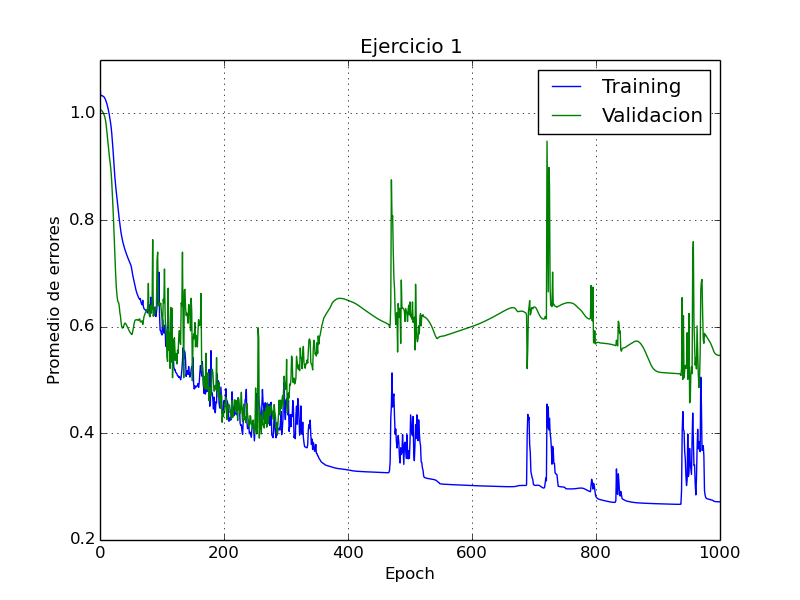 Ejercicio 1
Training
Validacion
Promedio de errores
1.0
0.8
0.6
0.4
0.2
0 200 400 600 800 1000
Epoch